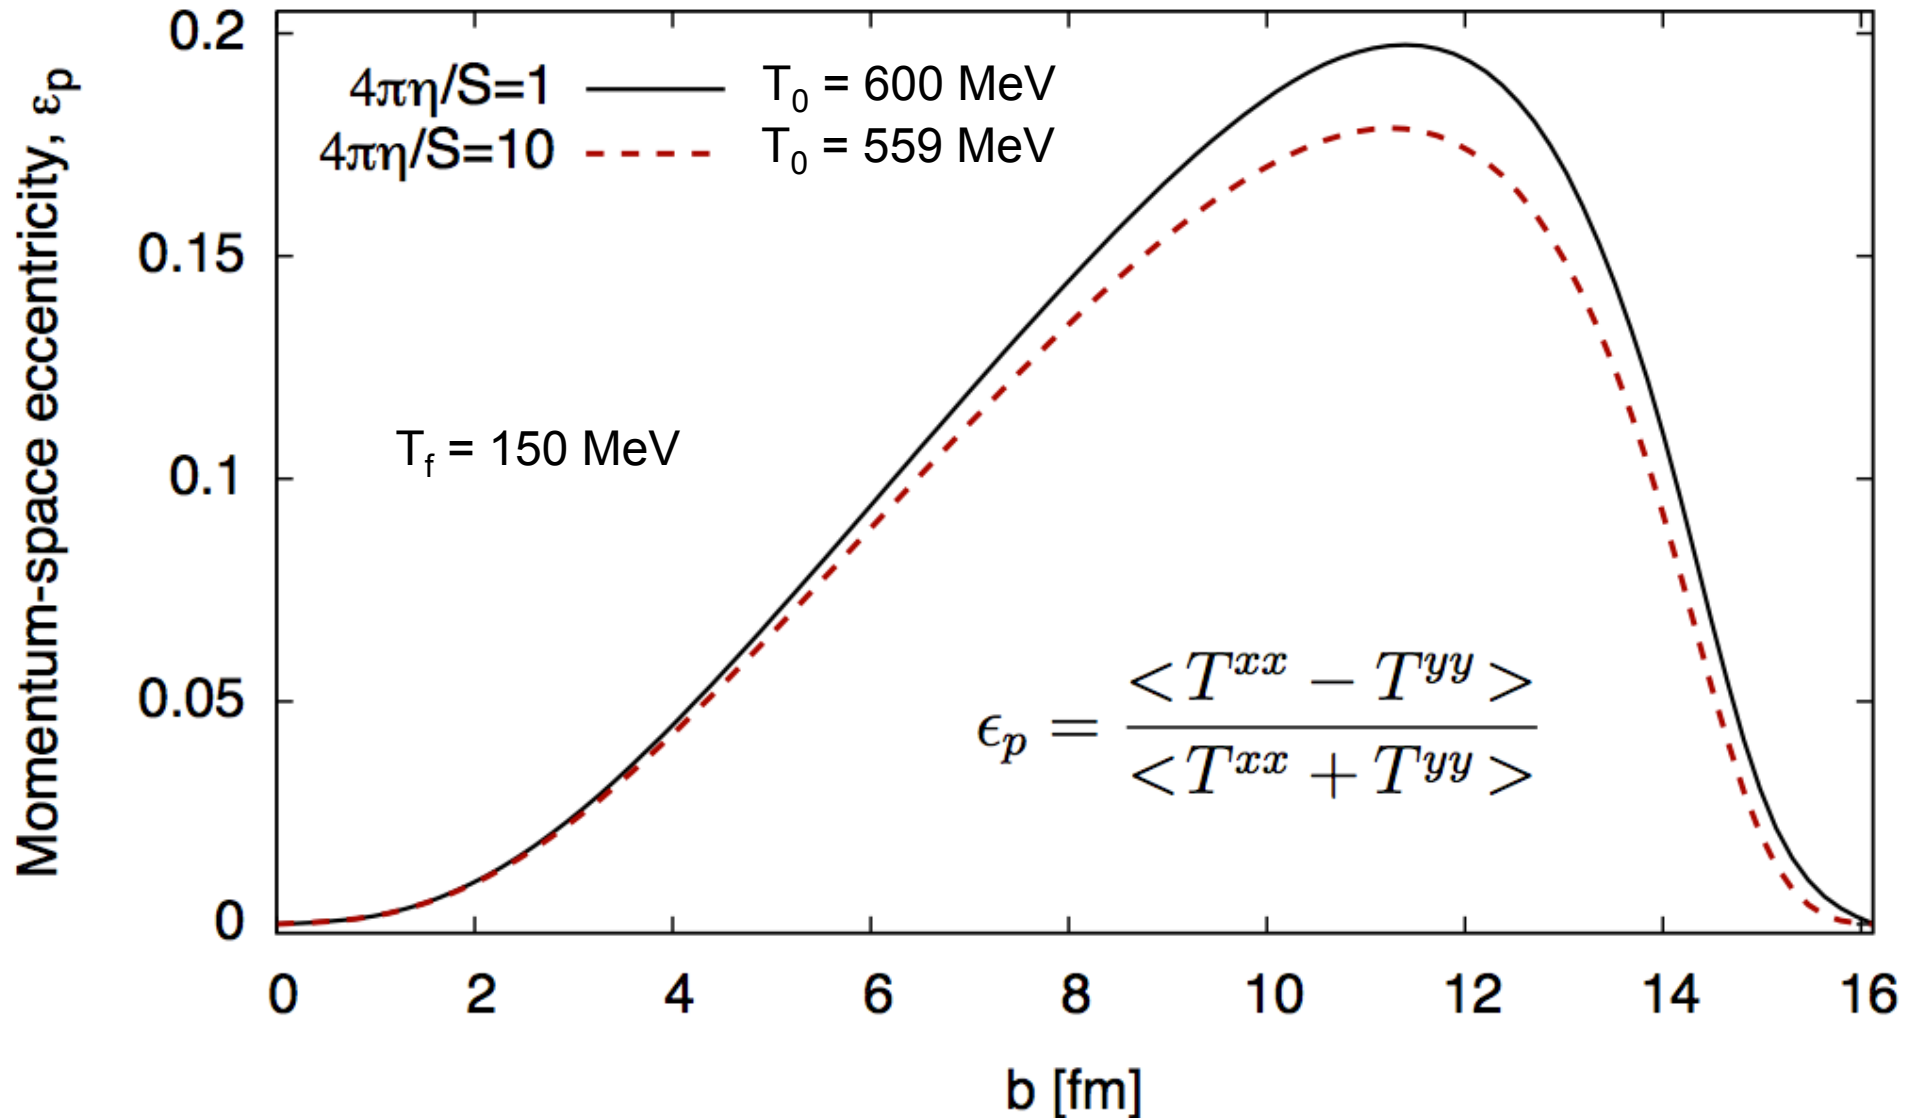 Momentum-space eccentricity, εp
0.2
0.15
0.1
0.05
0
4πη/S=1 T0 = 600 MeV
4πη/S=10 T0 = 559 MeV
Tf = 150 MeV
ϵp = <Txx − Tyy> / <Txx + Tyy>
0 2 4 6 8 10 12 14 16
b [fm]